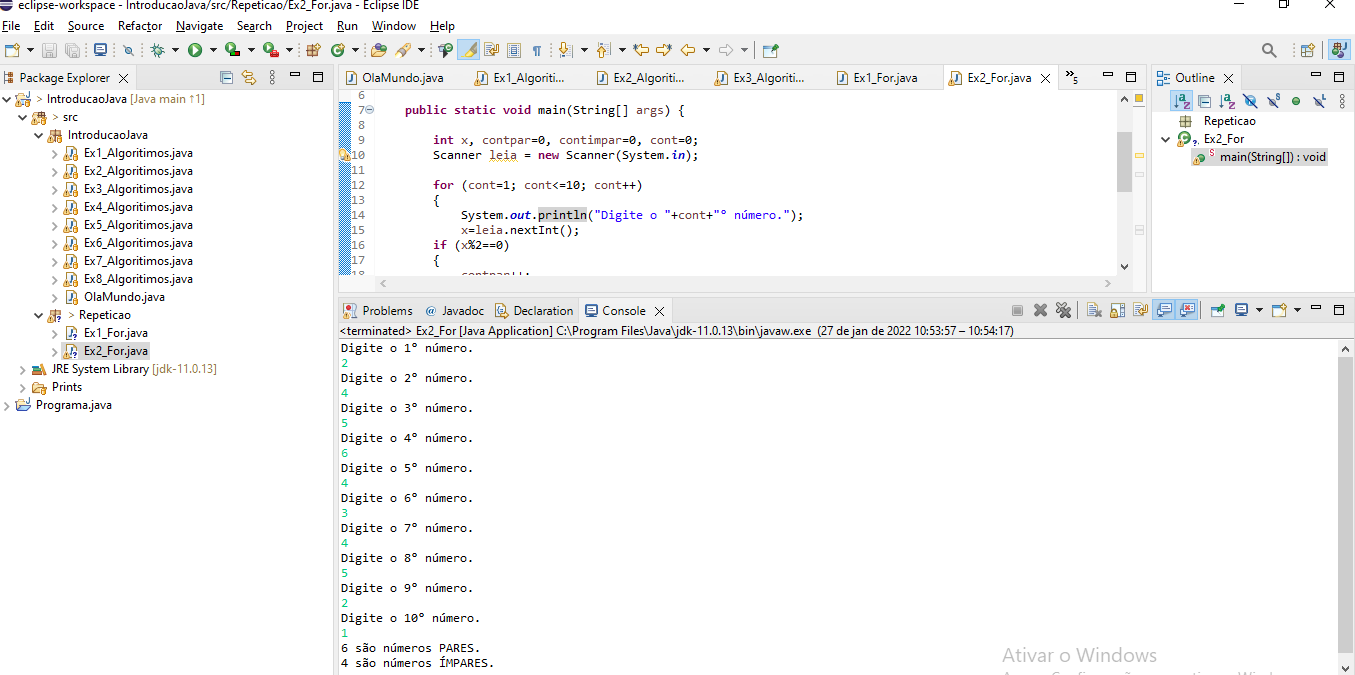 eclipse-workspace - IntroducaoJava/src/Repeticao/Ex2_For.java - Eclipse IDE
File Edit Source Refactor Navigate Search Project Run Window Help
Package Explorer
> IntroducaoJava [Java main ↑1]
> src
IntroducaoJava
Ex1_Algoritimos.java
Ex2_Algoritimos.java
Ex3_Algoritimos.java
Ex4_Algoritimos.java
Ex5_Algoritimos.java
Ex6_Algoritimos.java
Ex7_Algoritimos.java
Ex8_Algoritimos.java
OlaMundo.java
> Repeticao
Ex1_For.java
Ex2_For.java
JRE System Library [jdk-11.0.13]
Prints
Programa.java
OlaMundo.java Ex1_Algoriti... Ex2_Algoriti... Ex3_Algoriti... Ex1_For.java Ex2_For.java »5
6
7 public static void main(String[] args) {
8
9 int x, contpar=0, contimpar=0, cont=0;
10 Scanner leia = new Scanner(System.in);
11
12 for (cont=1; cont<=10; cont++)
13 {
14 System.out.println("Digite o "+cont+"° número.");
15 x=leia.nextInt();
16 if (x%2==0)
17 {
18 contpar++;
Outline
Repeticao
Ex2_For
main(String[]) : void
Problems @ Javadoc Declaration Console
<terminated> Ex2_For [Java Application] C:\Program Files\Java\jdk-11.0.13\bin\javaw.exe (27 de jan de 2022 10:53:57 – 10:54:17)
Digite o 1° número.
2
Digite o 2° número.
4
Digite o 3° número.
5
Digite o 4° número.
6
Digite o 5° número.
4
Digite o 6° número.
3
Digite o 7° número.
4
Digite o 8° número.
5
Digite o 9° número.
2
Digite o 10° número.
1
6 são números PARES.
4 são números ÍMPARES.
Ativar o Windows